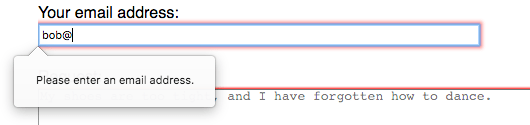 Your email address:
bob@
Please enter an email address.
, and I have forgotten how to dance.